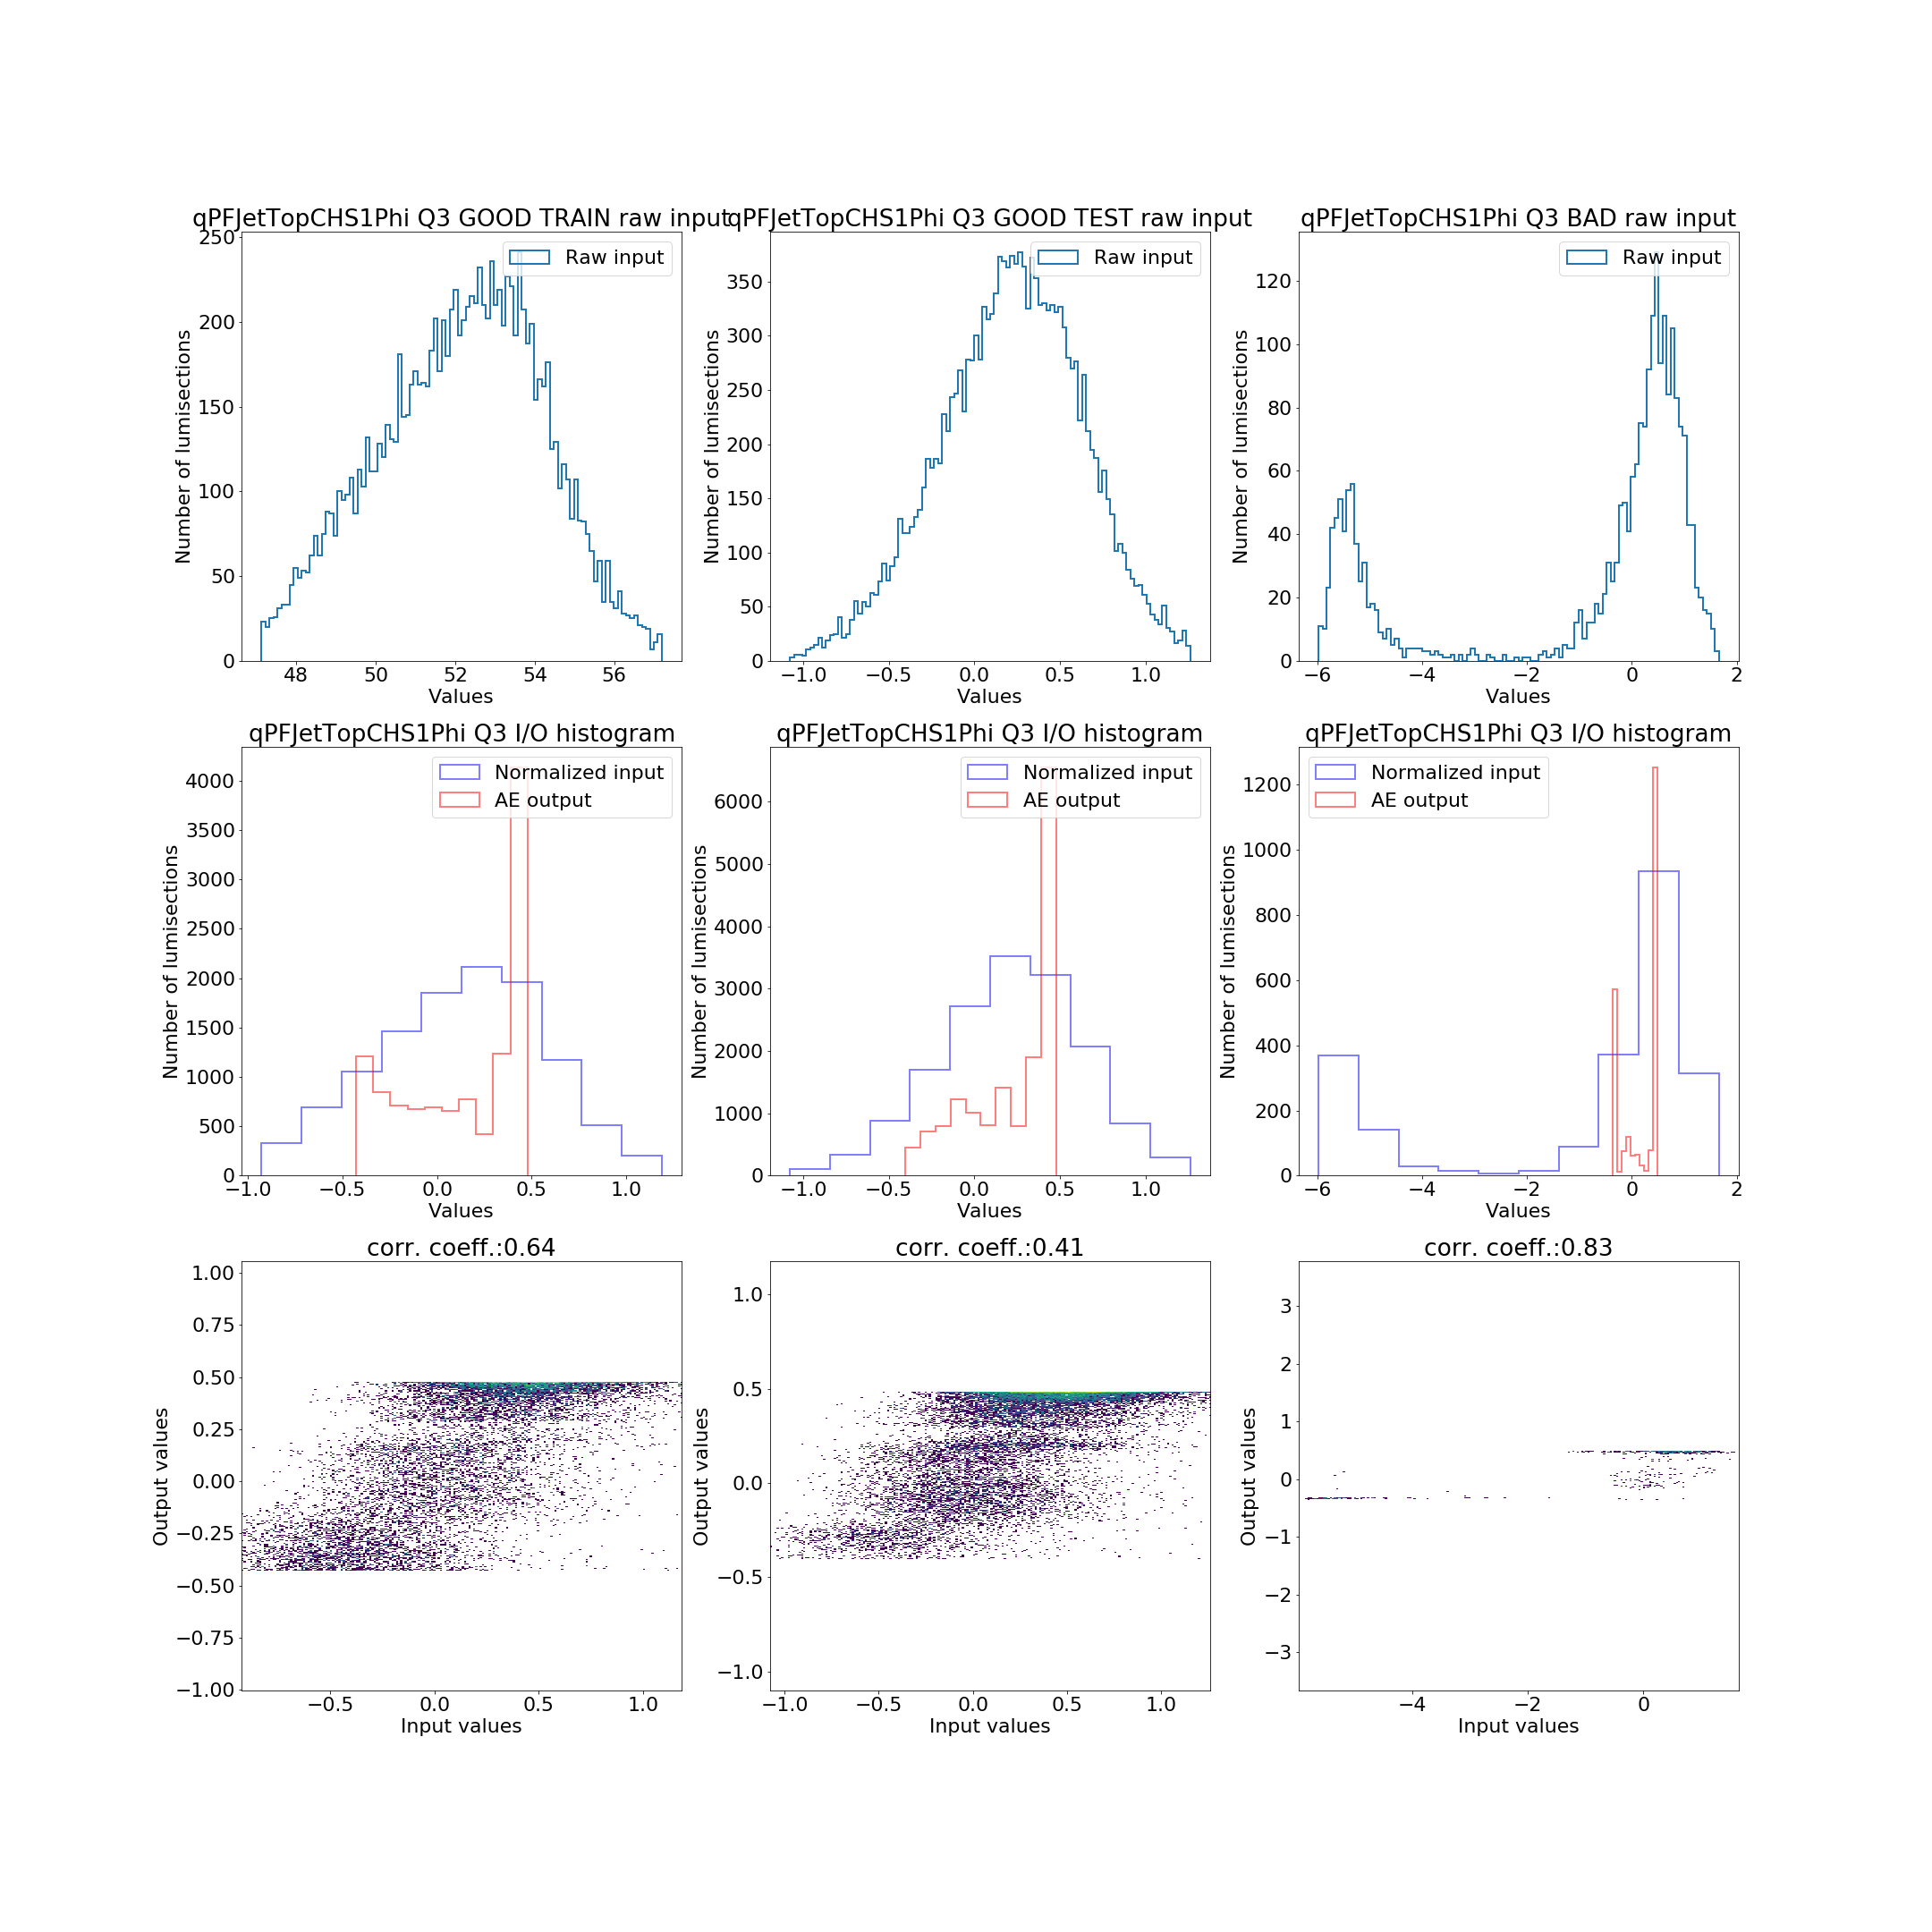 qPFJetTopCHS1Phi Q3 GOOD TRAIN raw input
qPFJetTopCHS1Phi Q3 GOOD TEST raw input
qPFJetTopCHS1Phi Q3 BAD raw input
Raw input
Raw input
Raw input
Number of lumisections
250
200
150
100
50
0
48 50 52 54 56
Values
Number of lumisections
350
300
250
200
150
100
50
0
−1.0 −0.5 0.0 0.5 1.0
Values
Number of lumisections
120
100
80
60
40
20
0
−6 −4 −2 0 2
Values
qPFJetTopCHS1Phi Q3 I/O histogram
Normalized input
AE output
Number of lumisections
4000
3500
3000
2500
2000
1500
1000
500
0
−1.0 −0.5 0.0 0.5 1.0
Values
qPFJetTopCHS1Phi Q3 I/O histogram
Normalized input
AE output
Number of lumisections
6000
5000
4000
3000
2000
1000
0
−1.0 −0.5 0.0 0.5 1.0
Values
qPFJetTopCHS1Phi Q3 I/O histogram
Normalized input
AE output
Number of lumisections
1200
1000
800
600
400
200
0
−6 −4 −2 0 2
Values
corr. coeff.:0.64
Output values
1.00
0.75
0.50
0.25
0.00
−0.25
−0.50
−0.75
−1.00
−0.5 0.0 0.5 1.0
Input values
corr. coeff.:0.41
Output values
1.0
0.5
0.0
−0.5
−1.0
−1.0 −0.5 0.0 0.5 1.0
Input values
corr. coeff.:0.83
Output values
3
2
1
0
−1
−2
−3
−4 −2 0
Input values